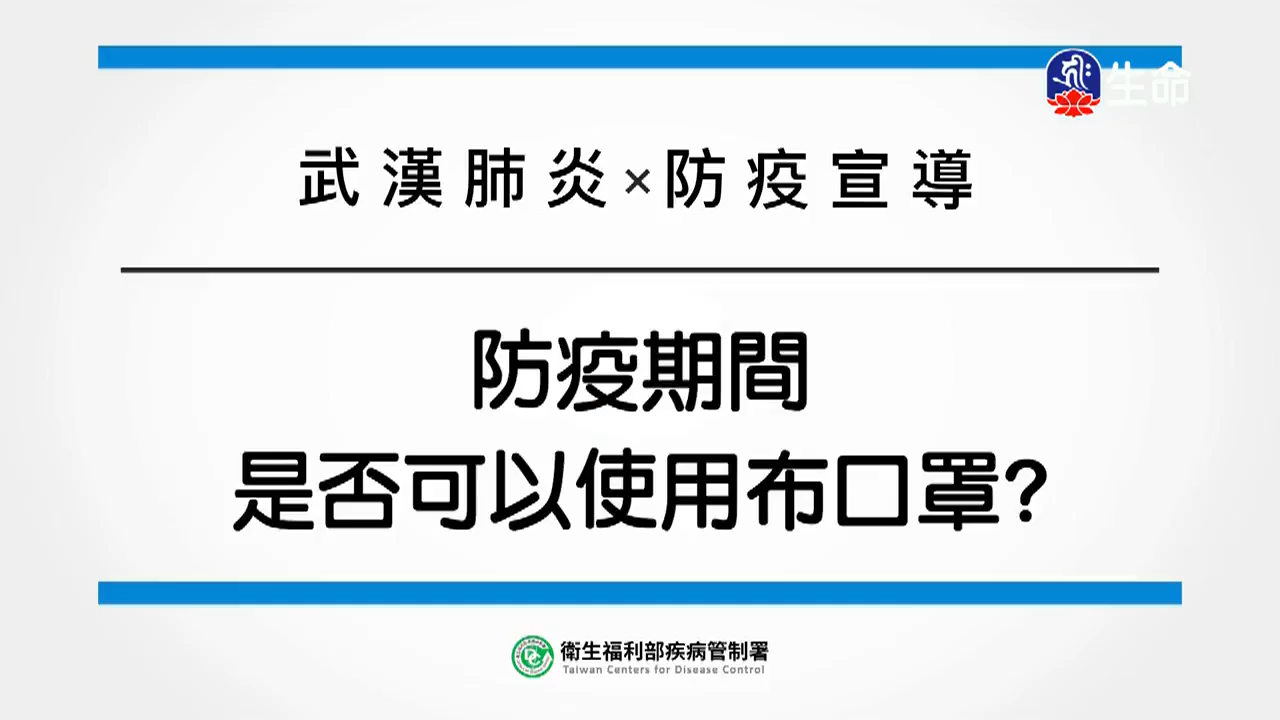 生命
武漢肺炎×防疫宣導
防疫期間
是否可以使用布口罩?
衛生福利部疾病管制署
Taiwan Centers for Disease Control